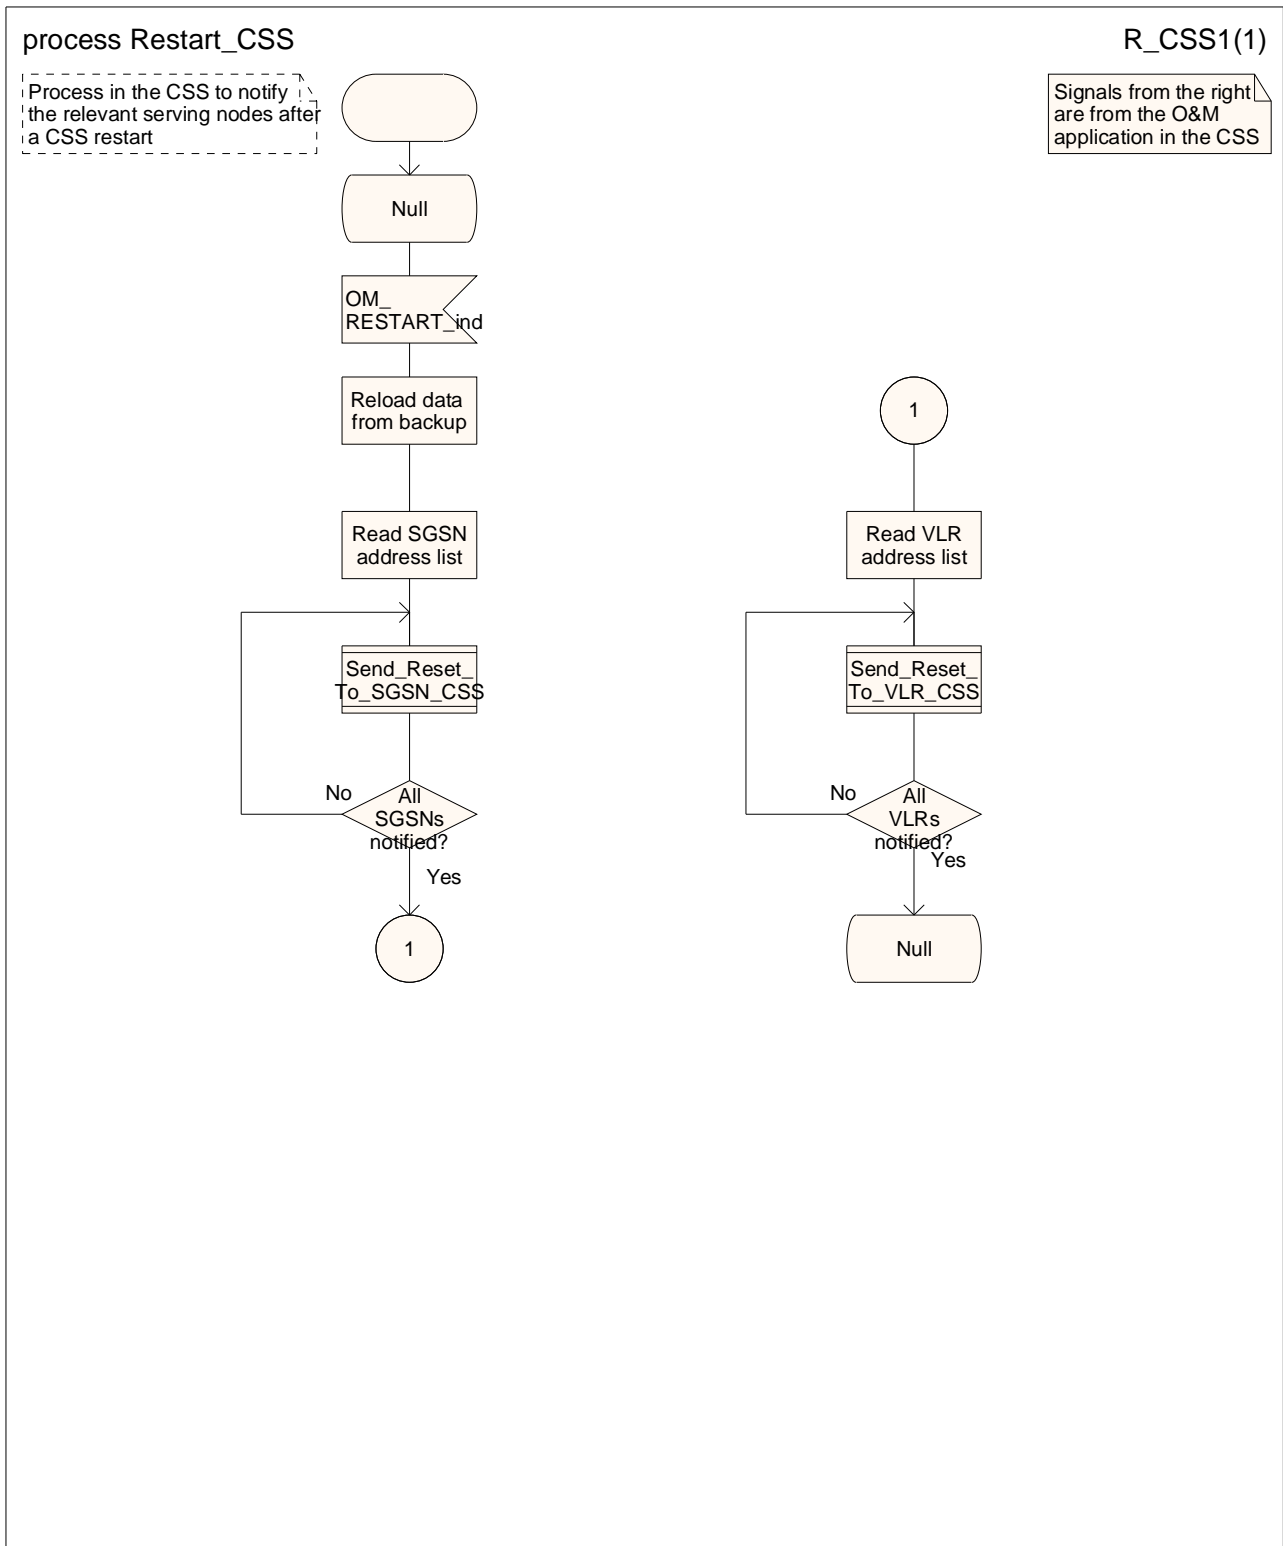 process Restart_CSS
R_CSS1(1)
Process in the CSS to notify
the relevant serving nodes after
a CSS restart
Signals from the right
are from the O&M
application in the CSS
Null
OM_
RESTART_ind
Reload data
from backup
Read SGSN
address list
Send_Reset_
To_SGSN_CSS
No
All
SGSNs
notified?
Yes
1
1
Read VLR
address list
Send_Reset_
To_VLR_CSS
No
All
VLRs
notified?
Yes
Null